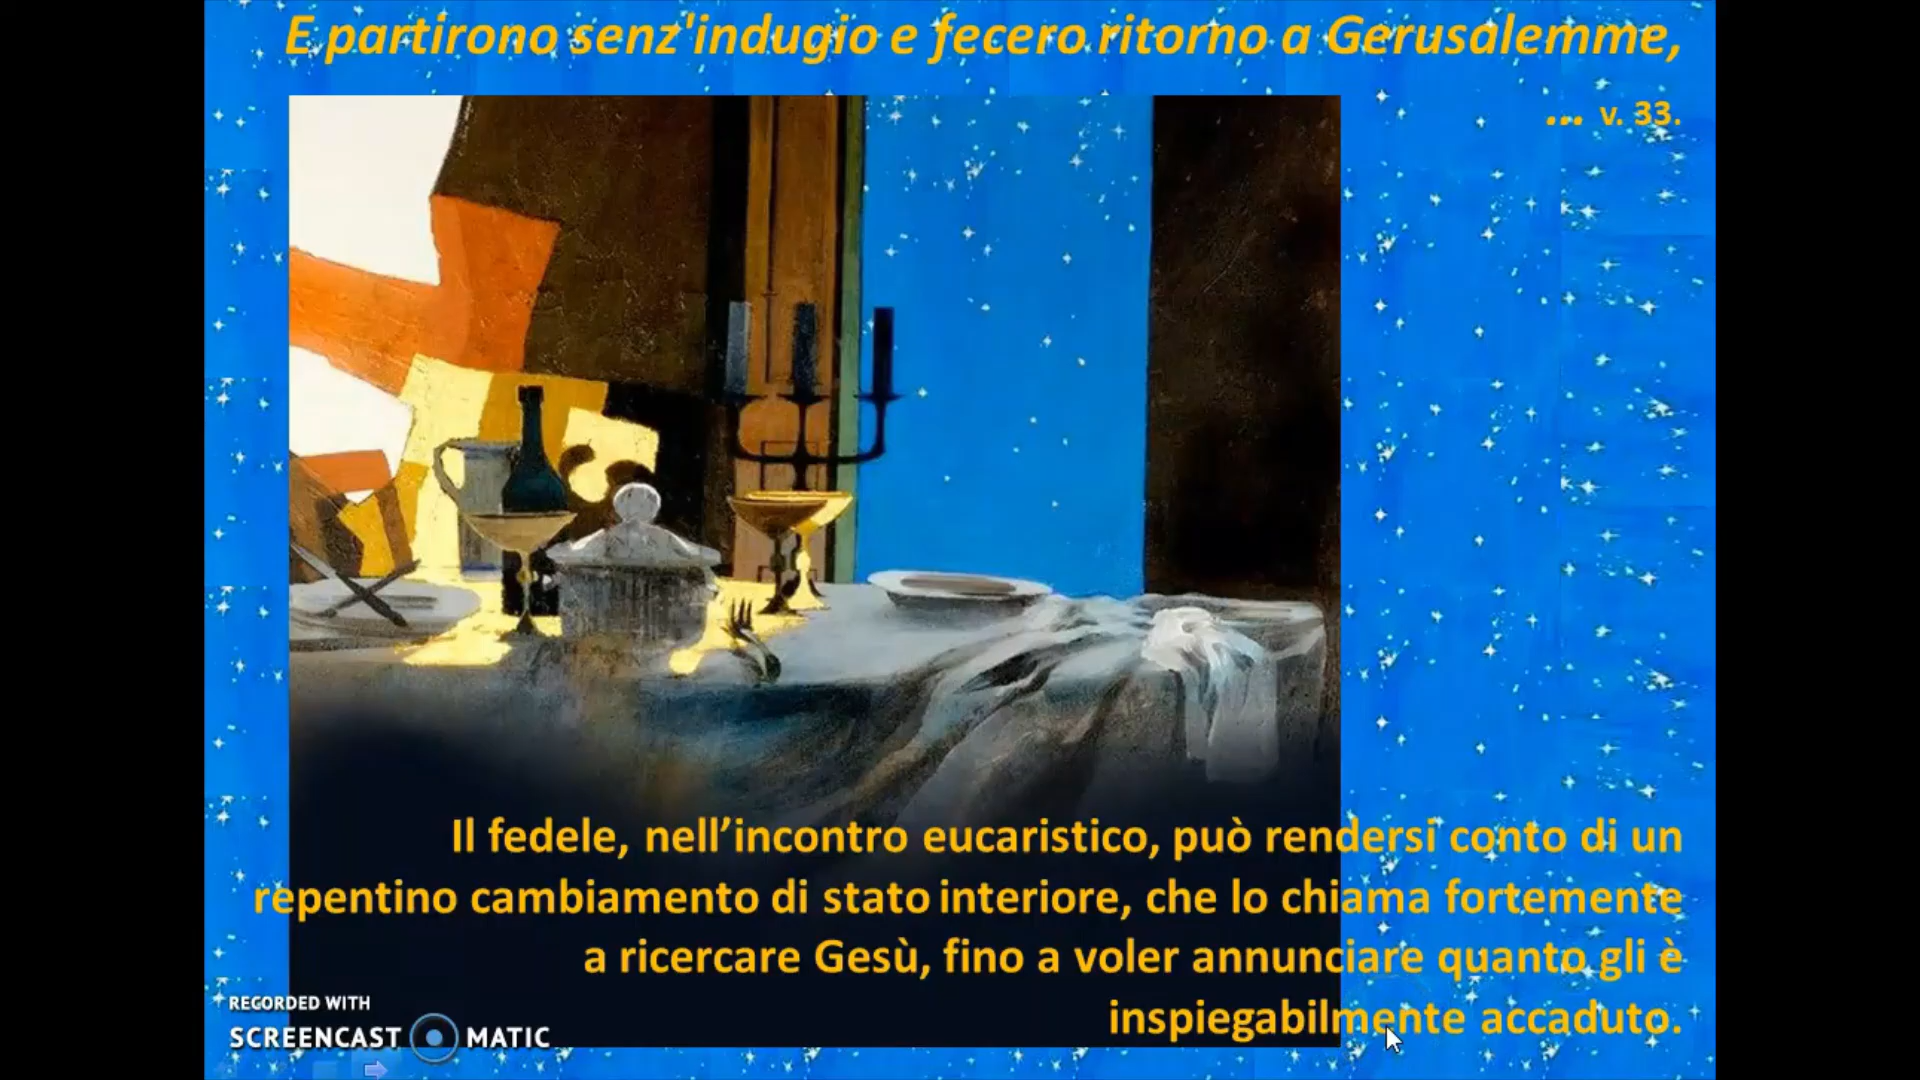 E partirono senz'indugio e fecero ritorno a Gerusalemme,
... v. 33.
Il fedele, nell’incontro eucaristico, può rendersi conto di un
repentino cambiamento di stato interiore, che lo chiama fortemente
a ricercare Gesù, fino a voler annunciare quanto gli è
inspiegabilmente accaduto.
RECORDED WITH
SCREENCAST MATIC